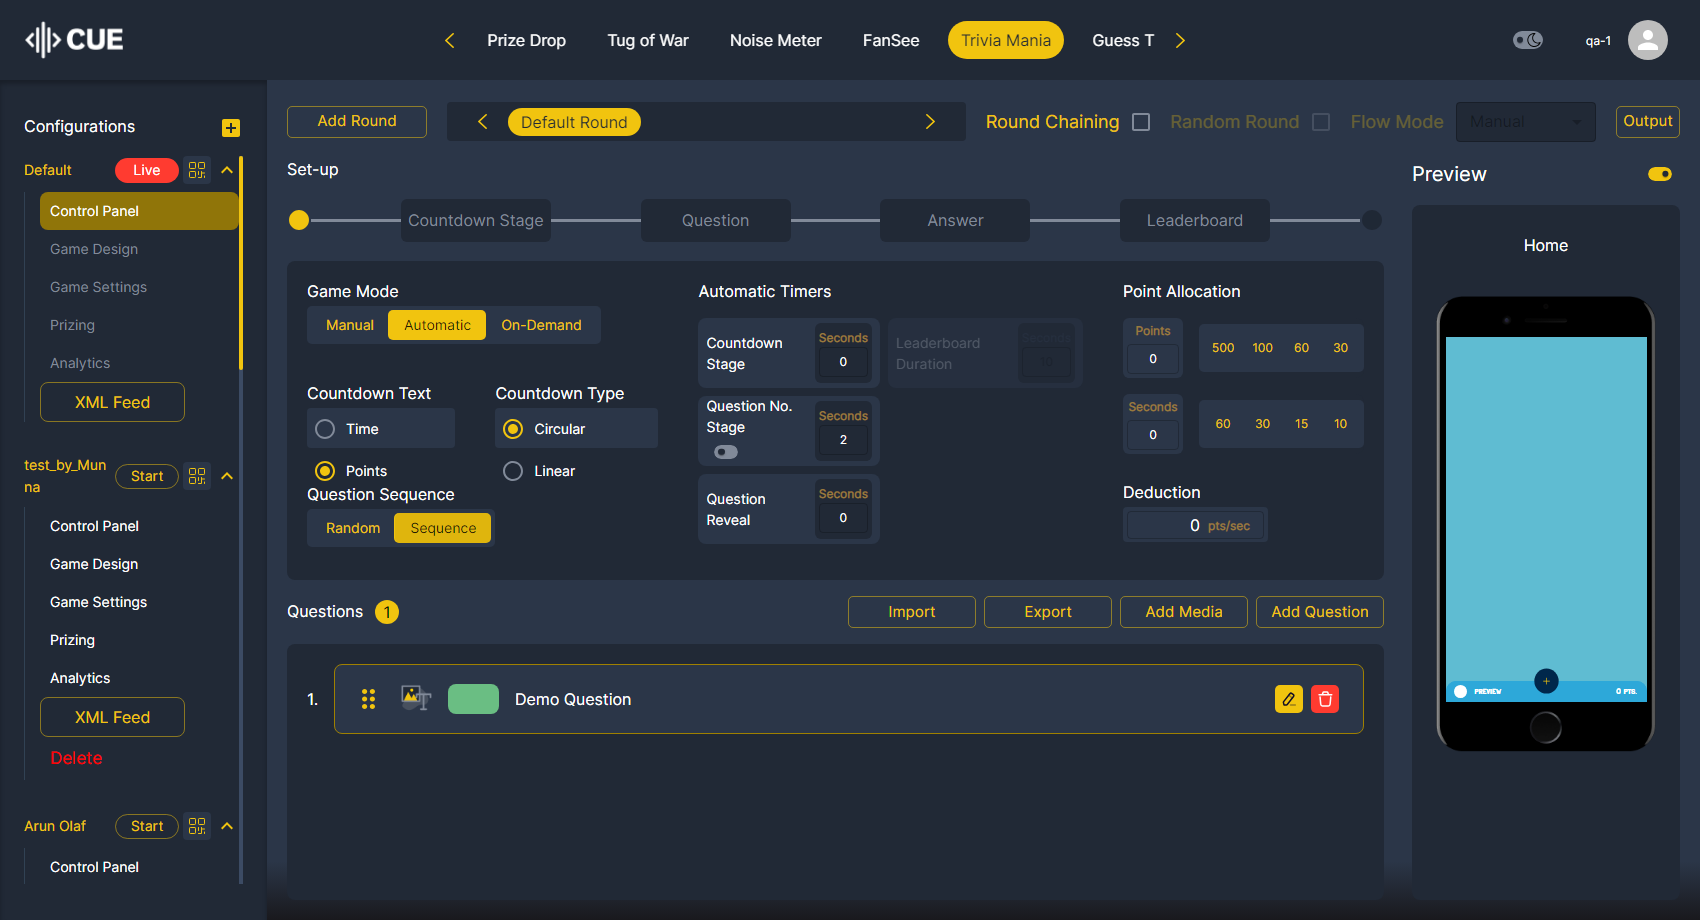 CUE
Prize Drop
Tug of War
Noise Meter
FanSee
Trivia Mania
Guess T
qa-1
Configurations
Default
Live
Control Panel
Game Design
Game Settings
Prizing
Analytics
XML Feed
test_by_Mun
na
Start
Control Panel
Game Design
Game Settings
Prizing
Analytics
XML Feed
Delete
Arun Olaf
Start
Control Panel
Add Round
Default Round
Round Chaining
Random Round
Flow Mode
Manual
Output
Set-up
Countdown Stage
Question
Answer
Leaderboard
Game Mode
Manual
Automatic
On-Demand
Countdown Text
Time
Points
Countdown Type
Circular
Linear
Question Sequence
Random
Sequence
Automatic Timers
Countdown
Stage
Seconds
0
Leaderboard
Duration
Seconds
10
Question No.
Stage
Seconds
2
Question
Reveal
Seconds
0
Point Allocation
Points
0
500 100 60 30
Seconds
0
60 30 15 10
Deduction
0 pts/sec
Questions 1
Import
Export
Add Media
Add Question
1.
Demo Question
Preview
Home
PREVIEW
0 PTS.